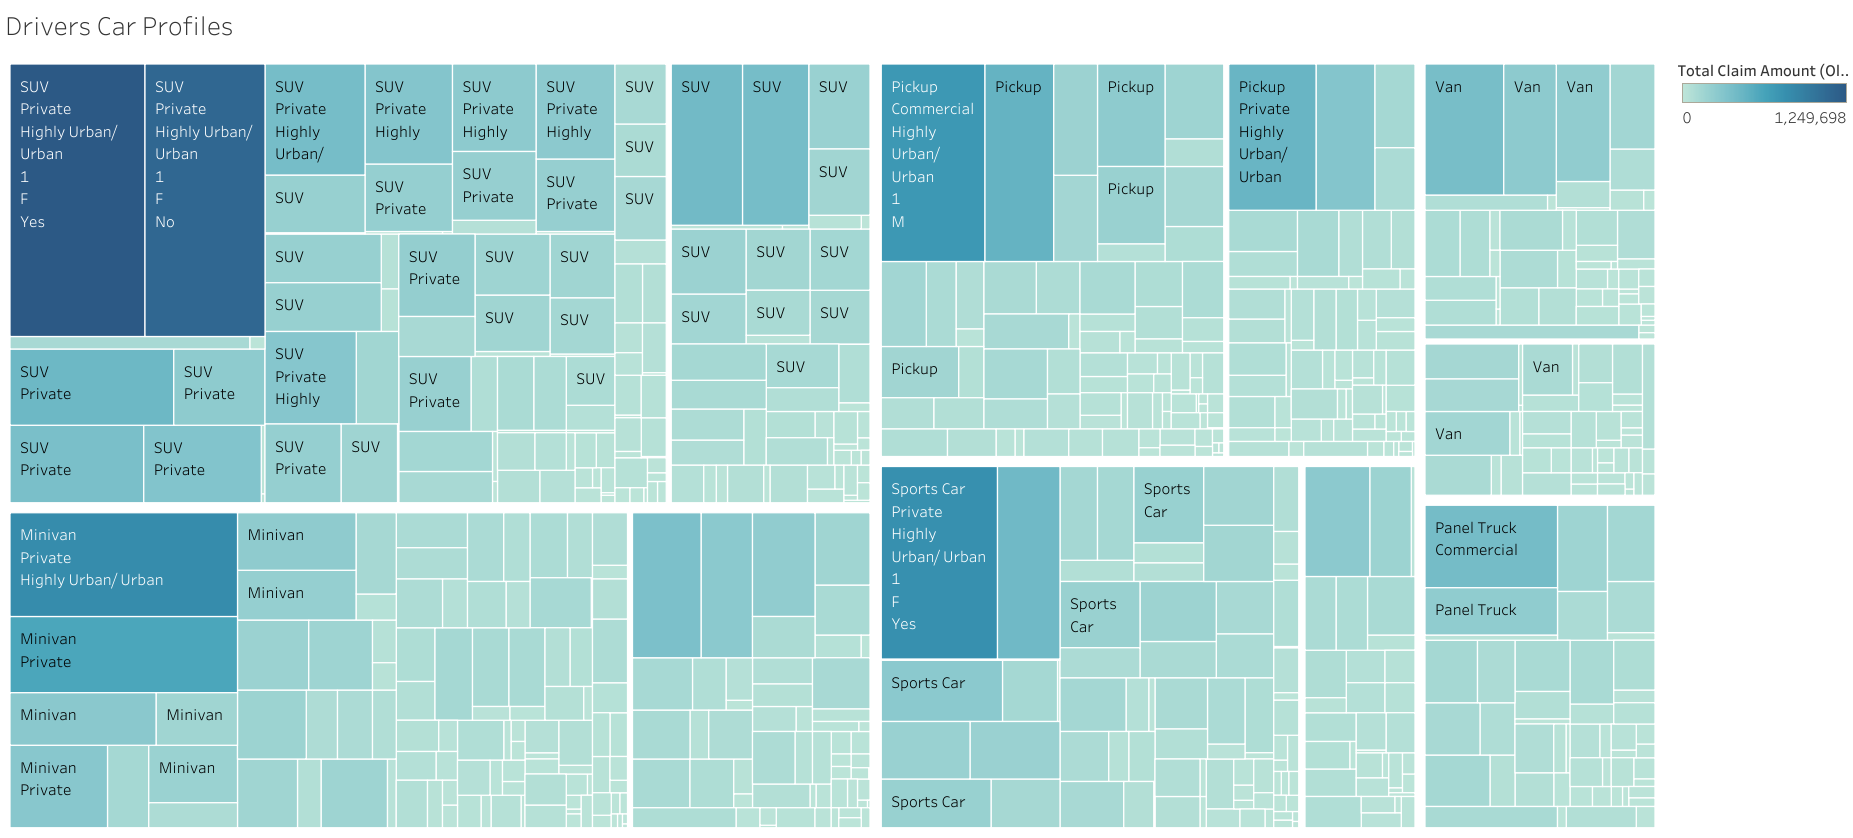 Drivers Car Profiles
SUV
Private
Highly Urban/
Urban
1
F
Yes
SUV
Private
Highly Urban/
Urban
1
F
No
SUV
Private
Highly
Urban/
SUV
Private
Highly
SUV
Private
Highly
SUV
Private
Highly
SUV
SUV
SUV
SUV
SUV
Private
SUV
Private
SUV
Private
SUV
SUV
SUV
Private
SUV
SUV
SUV
SUV
SUV
Private
Highly
SUV
Private
SUV
SUV
Private
SUV
Private
SUV
Private
SUV
Private
SUV
Private
SUV
SUV
SUV
SUV
SUV
SUV
SUV
SUV
SUV
SUV
SUV
SUV
Minivan
Private
Highly Urban/ Urban
Minivan
Private
Minivan
Minivan
Minivan
Private
Minivan
Minivan
Minivan
Pickup
Commercial
Highly
Urban/
Urban
1
M
Pickup
Pickup
Pickup
Pickup
Pickup
Private
Highly
Urban/
Urban
Sports Car
Private
Highly
Urban/ Urban
1
F
Yes
Sports
Car
Sports
Car
Sports Car
Sports Car
Van
Van
Van
Van
Van
Panel Truck
Commercial
Panel Truck
Total Claim Amount (Ol..
0
1,249,698